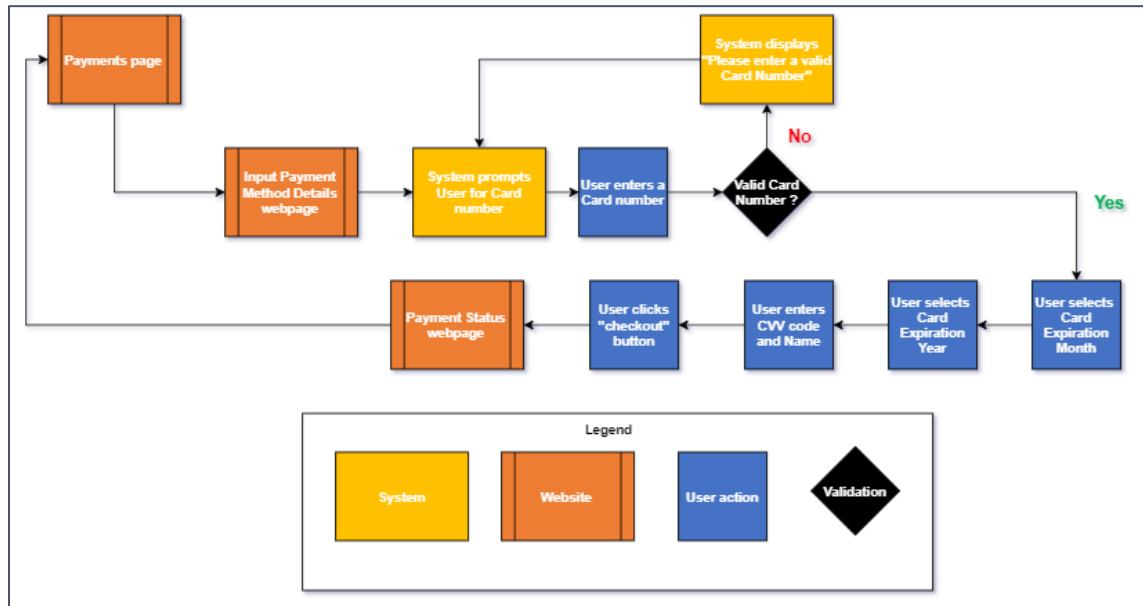 Payments page
System displays
"Please enter a valid
Card Number"
No
Input Payment
Method Details
webpage
System prompts
User for Card
number
User enters a
Card number
Valid Card
Number ?
Yes
Payment Status
webpage
User clicks
"checkout"
button
User enters
CVV code
and Name
User selects
Card
Expiration
Year
User selects
Card
Expiration
Month
Legend
System
Website
User action
Validation